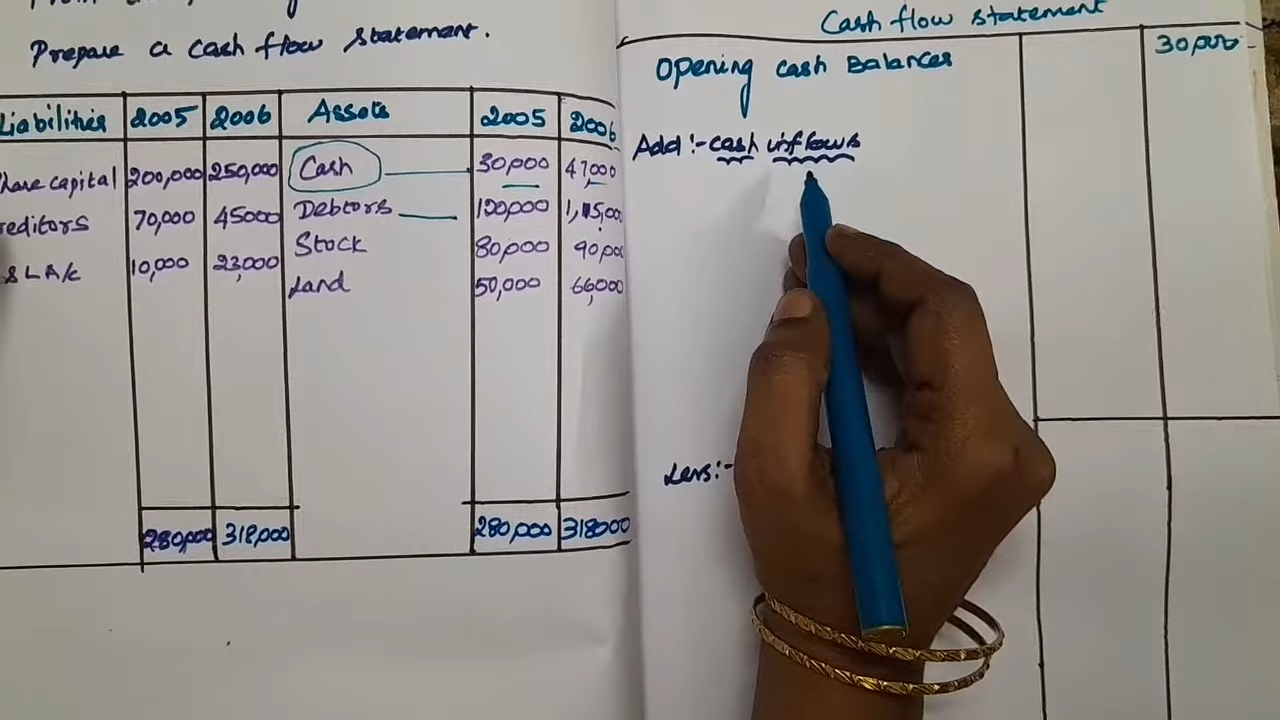 Prepare a cash flow statement.
Liabilities 2005 2006 Assets 2005 2006
Share capital 200,000 250,000 Cash 30,000 47,000
Creditors 70,000 45000 Debtors 120,000 1,15,000
& L A/c 10,000 23,000 Stock 80,000 90,000
Land 50,000 66000
280,000 318,000 280,000 318000
Cash flow statement
Opening cash Balances 30,000
Add :- cash inflows
Less :-